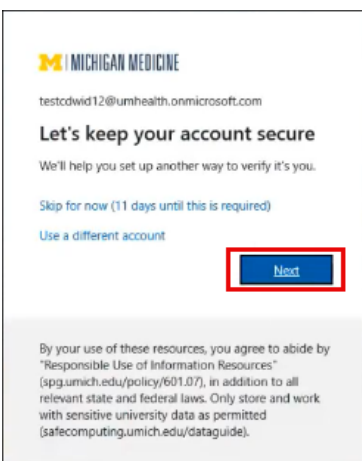 M | MICHIGAN MEDICINE
testcdwid12@umhealth.onmicrosoft.com
Let's keep your account secure
We'll help you set up another way to verify it's you.
Skip for now (11 days until this is required)
Use a different account
Next
By your use of these resources, you agree to abide by
"Responsible Use of Information Resources"
(spg.umich.edu/policy/601.07), in addition to all
relevant state and federal laws. Only store and work
with sensitive university data as permitted
(safecomputing.umich.edu/dataguide).